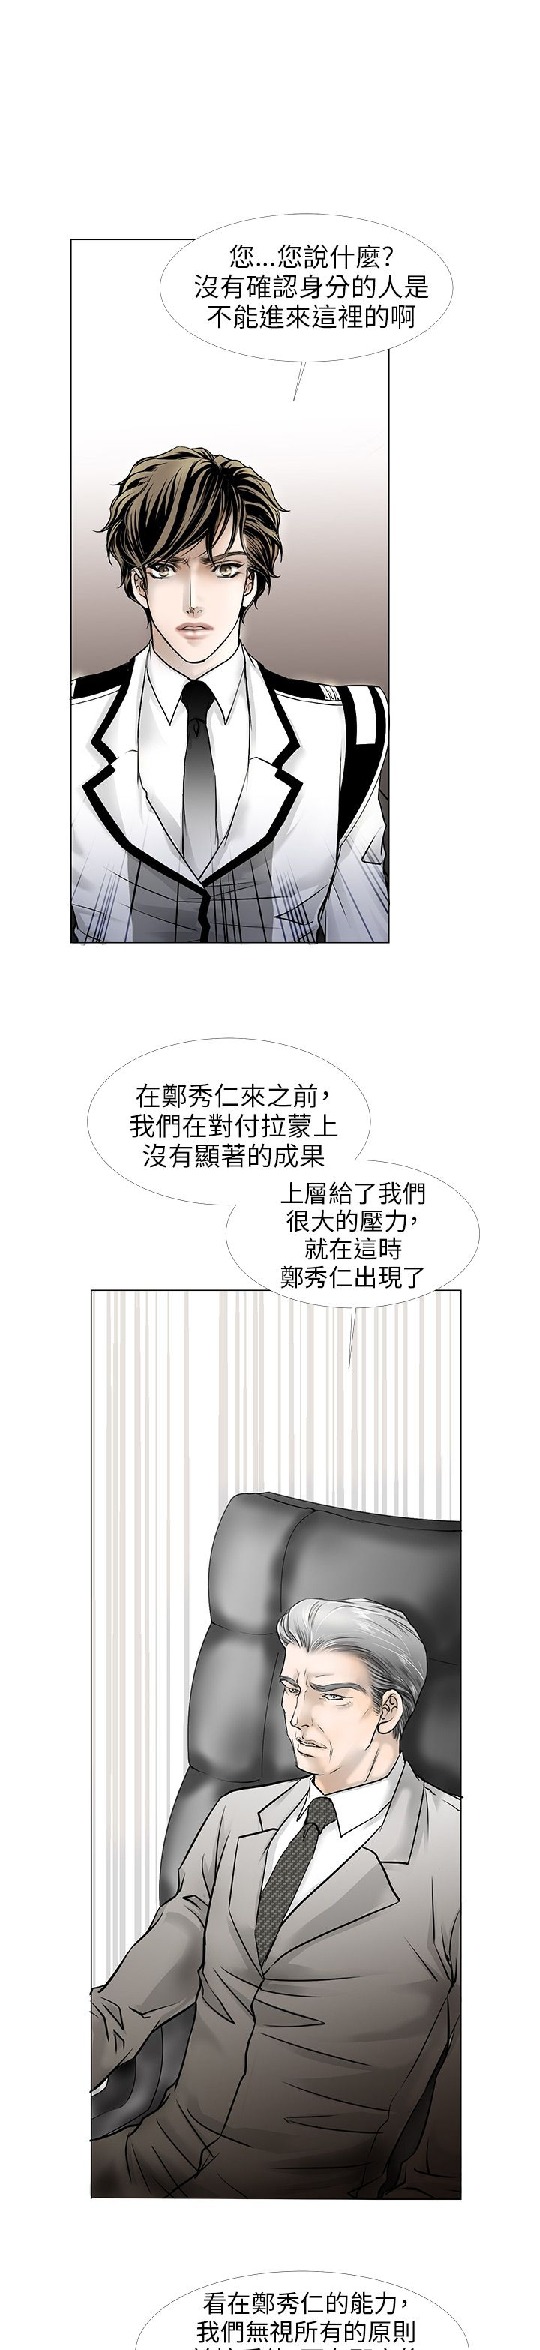 您...您說什麼?
沒有確認身分的人是
不能進來這裡的啊
在鄭秀仁來之前,
我們在對付拉蒙上
沒有顯著的成果
上層給了我們
很大的壓力,
就在這時
鄭秀仁出現了
看在鄭秀仁的能力,
我們無視所有的原則